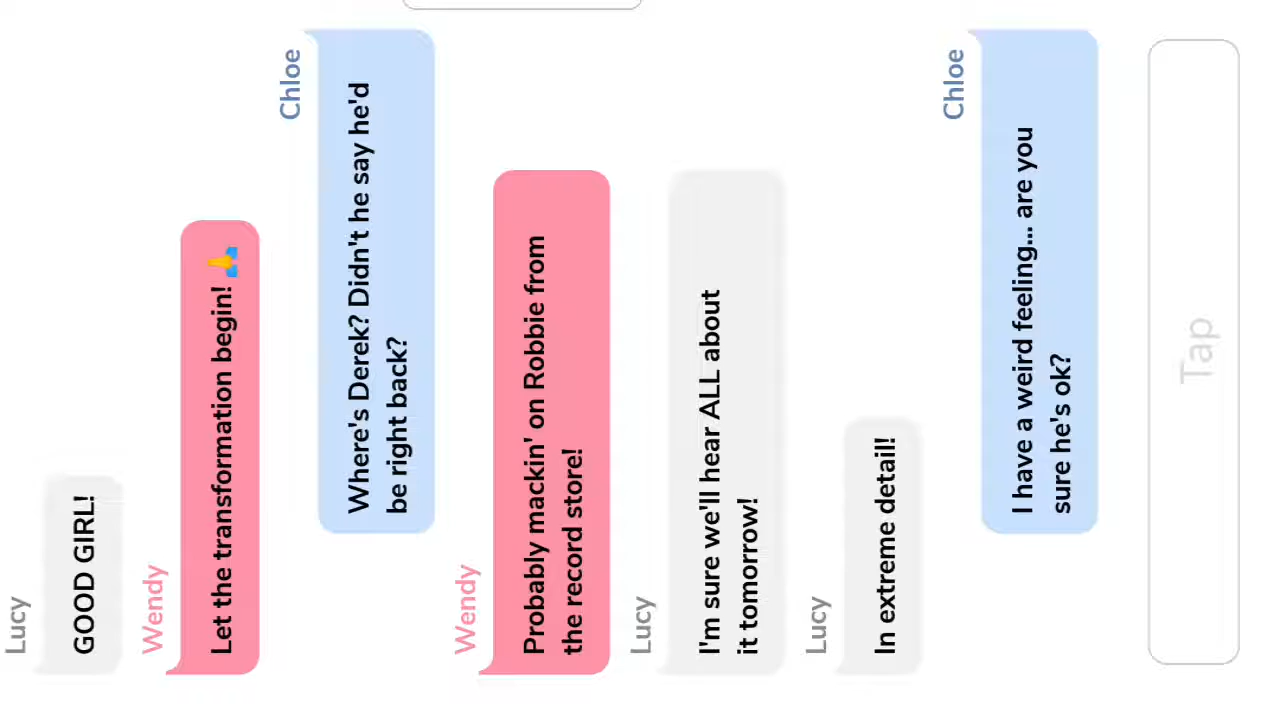 Lucy
GOOD GIRL!
Wendy
Let the transformation begin! 🙏
Chloe
Where's Derek? Didn't he say he'd
be right back?
Wendy
Probably mackin' on Robbie from
the record store!
Lucy
I'm sure we'll hear ALL about
it tomorrow!
Lucy
In extreme detail!
Chloe
I have a weird feeling... are you
sure he's ok?
Tap